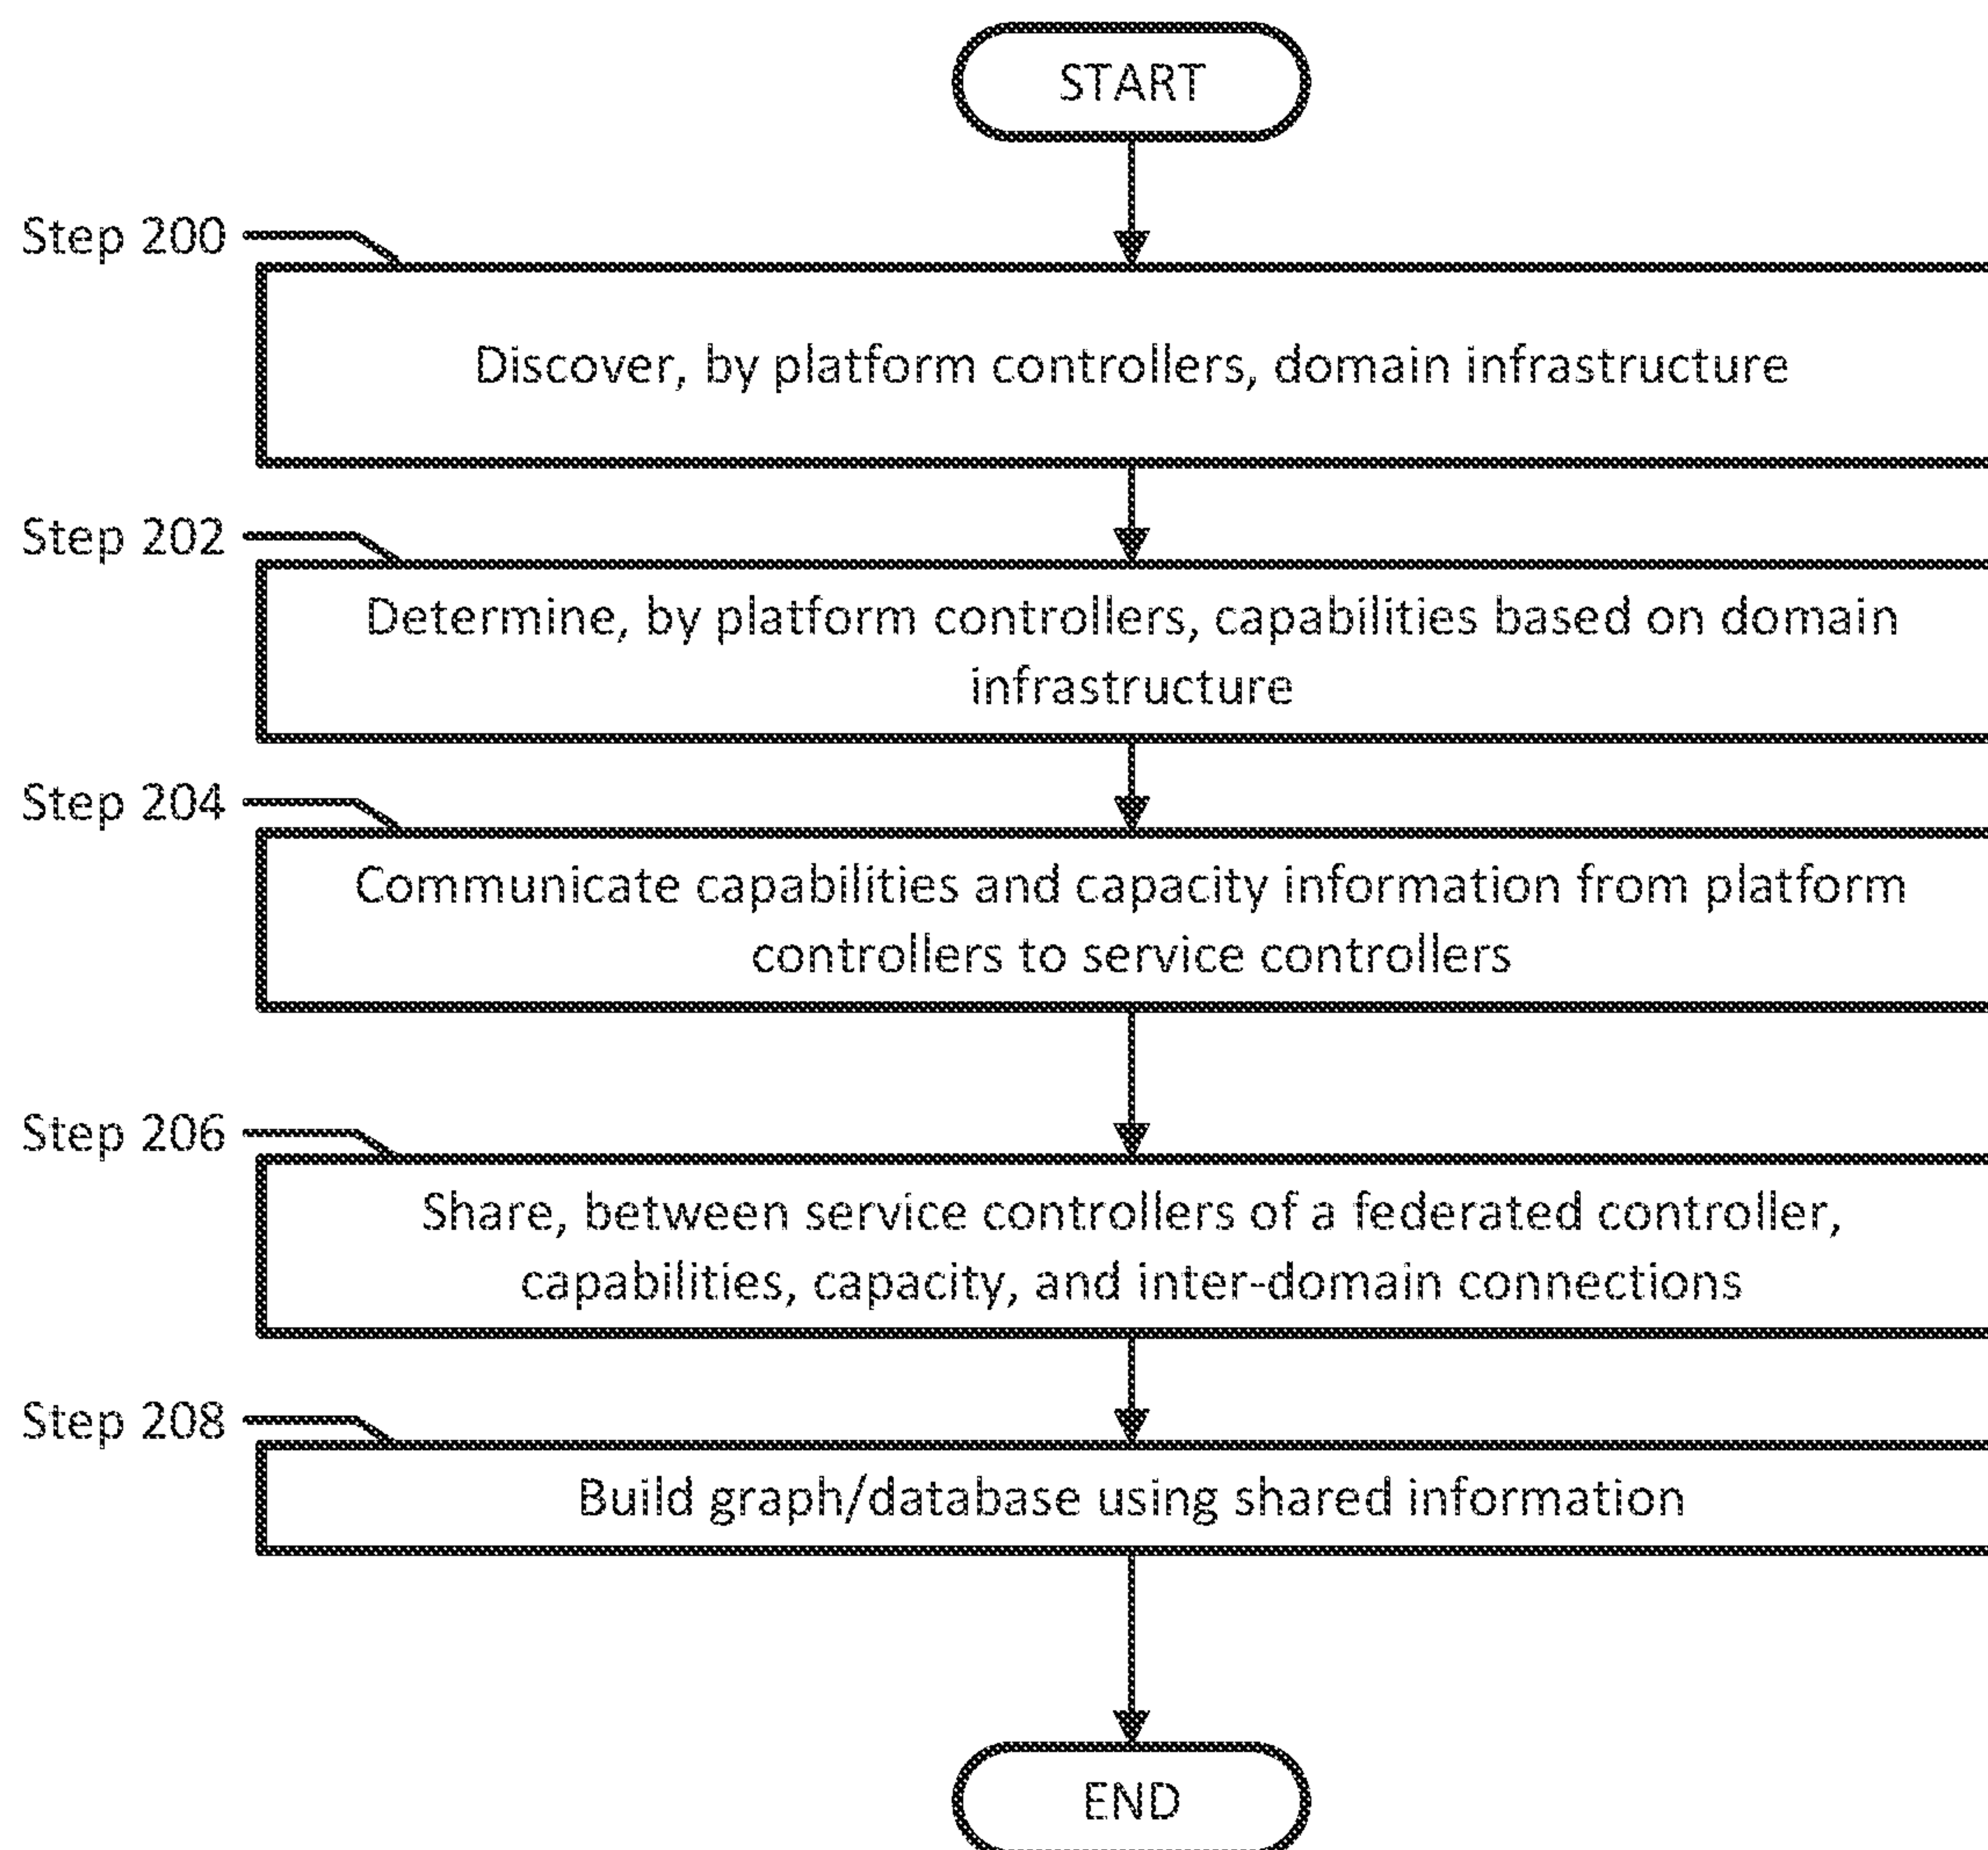 START
Step 200
Discover, by platform controllers, domain infrastructure
Step 202
Determine, by platform controllers, capabilities based on domain
infrastructure
Step 204
Communicate capabilities and capacity information from platform
controllers to service controllers
Step 206
Share, between service controllers of a federated controller,
capabilities, capacity, and inter-domain connections
Step 208
Build graph/database using shared information
END